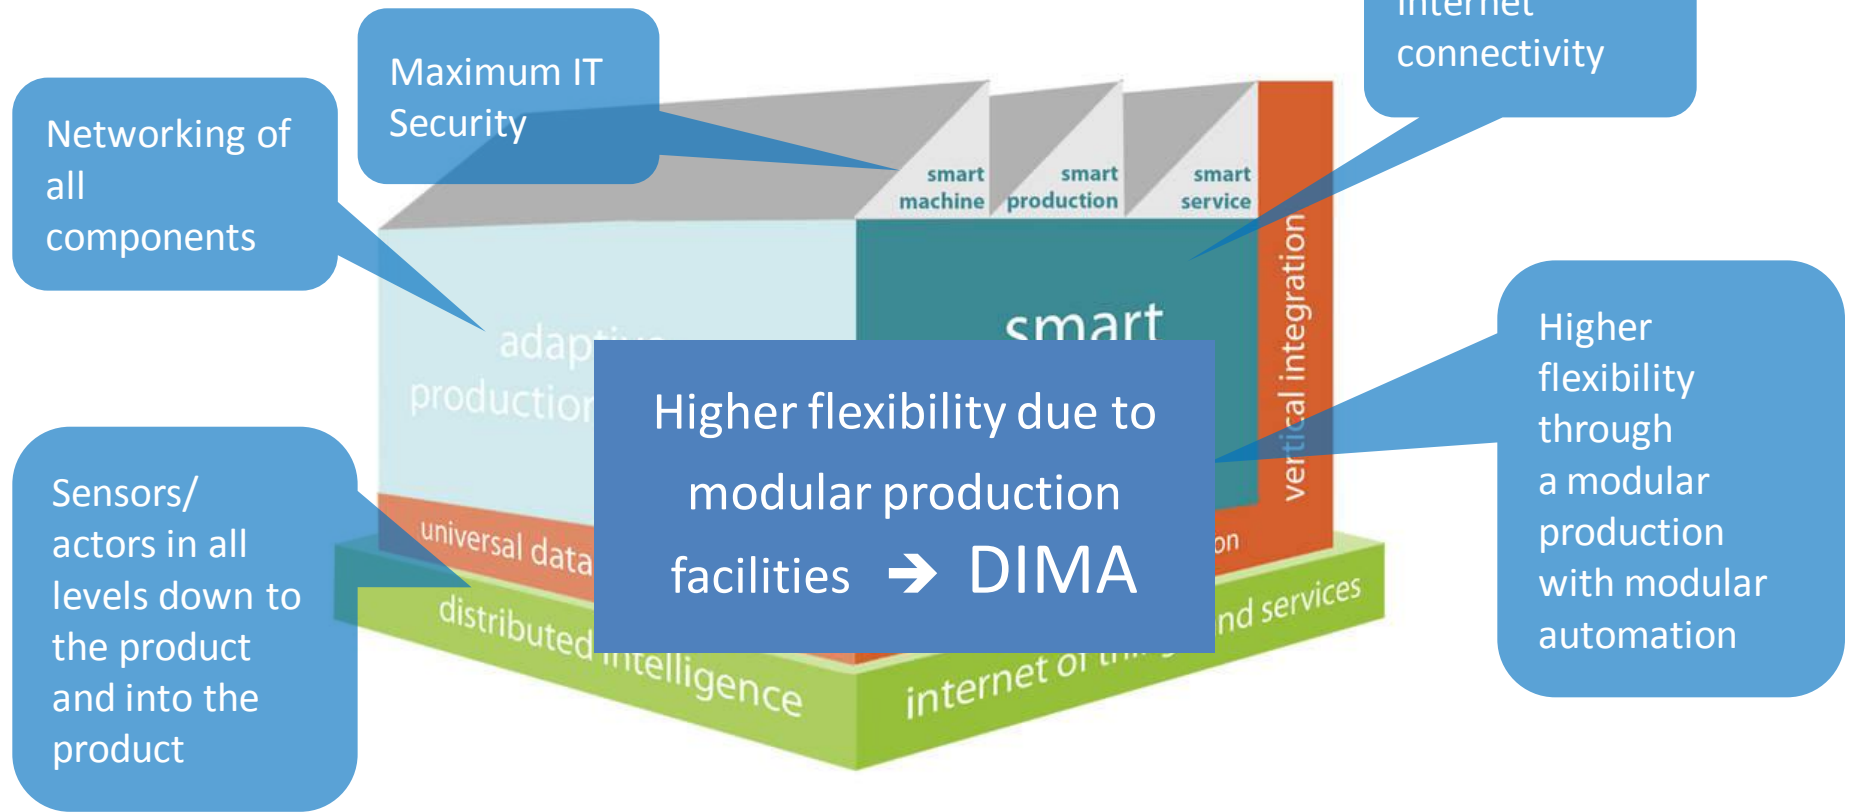 Internet
connectivity
Maximum IT
Security
Networking of
all
components
smart
machine
smart
production
smart
service
vertical integration
adaptive
production
smart
Higher flexibility due to
modular production
facilities ➔ DIMA
Higher
flexibility
through
a modular
production
with modular
automation
Sensors/
actors in all
levels down to
the product
and into the
product
universal data
on
distributed intelligence
internet of things and services